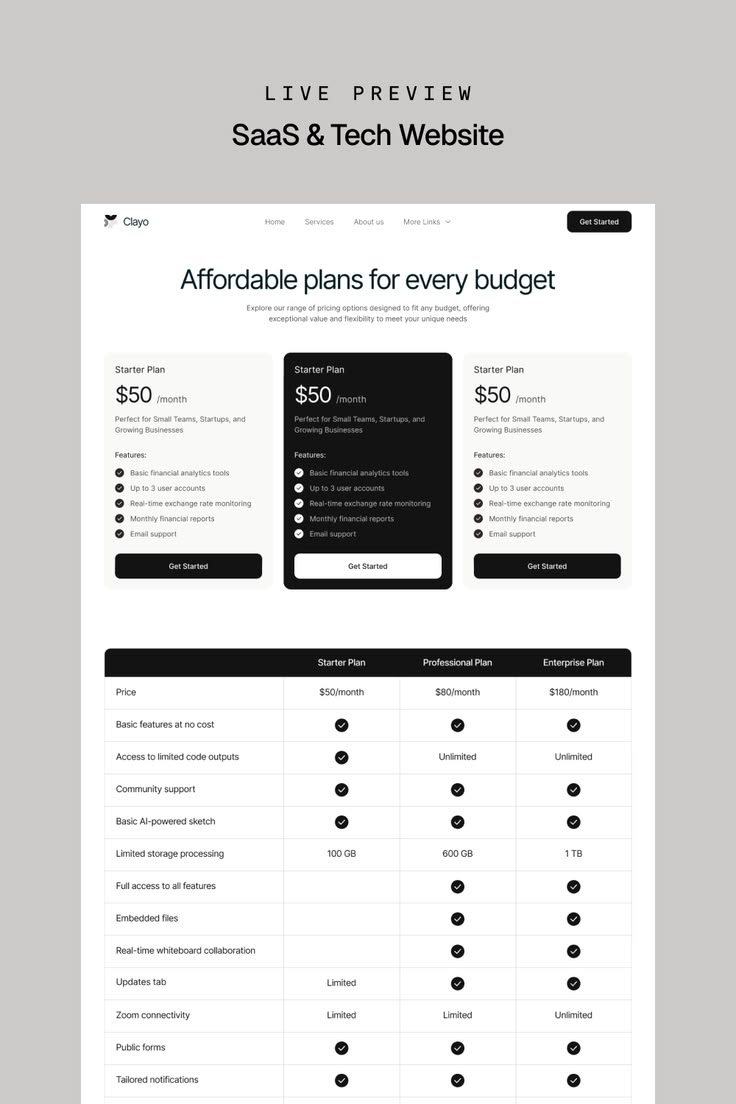 LIVE PREVIEW
SaaS & Tech Website
Clayo
Home Services About us More Links
Get Started
Affordable plans for every budget
Explore our range of pricing options designed to fit any budget, offering
exceptional value and flexibility to meet your unique needs
Starter Plan
$50 /month
Perfect for Small Teams, Startups, and
Growing Businesses
Features:
Basic financial analytics tools
Up to 3 user accounts
Real-time exchange rate monitoring
Monthly financial reports
Email support
Get Started
Starter Plan
$50 /month
Perfect for Small Teams, Startups, and
Growing Businesses
Features:
Basic financial analytics tools
Up to 3 user accounts
Real-time exchange rate monitoring
Monthly financial reports
Email support
Get Started
Starter Plan
$50 /month
Perfect for Small Teams, Startups, and
Growing Businesses
Features:
Basic financial analytics tools
Up to 3 user accounts
Real-time exchange rate monitoring
Monthly financial reports
Email support
Get Started
Starter Plan Professional Plan Enterprise Plan
Price $50/month $80/month $180/month
Basic features at no cost
Access to limited code outputs Unlimited Unlimited
Community support
Basic AI-powered sketch
Limited storage processing 100 GB 600 GB 1 TB
Full access to all features
Embedded files
Real-time whiteboard collaboration
Updates tab Limited
Zoom connectivity Limited Limited Unlimited
Public forms
Tailored notifications